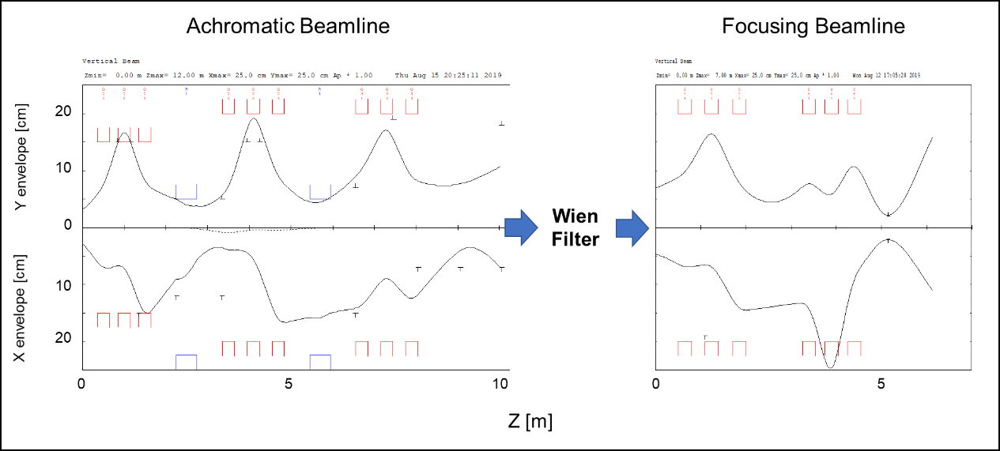 Achromatic Beamline
Focusing Beamline
Vertical Beam
Zmin= 0.00 m Zmax= 12.00 m Xmax= 25.0 cm Ymax= 25.0 cm Ap * 1.00 Thu Aug 15 20:25:11 2019
Vertical Beam
Zmin= 0.00 m Zmax= 7.00 m Xmax= 25.0 cm Ymax= 25.0 cm Ap * 1.00 Mon Aug 12 17:05:28 2019
Y envelope [cm]
20
10
0
Wien
Filter
X envelope [cm]
10
20
0
5
10
0
5
Z [m]